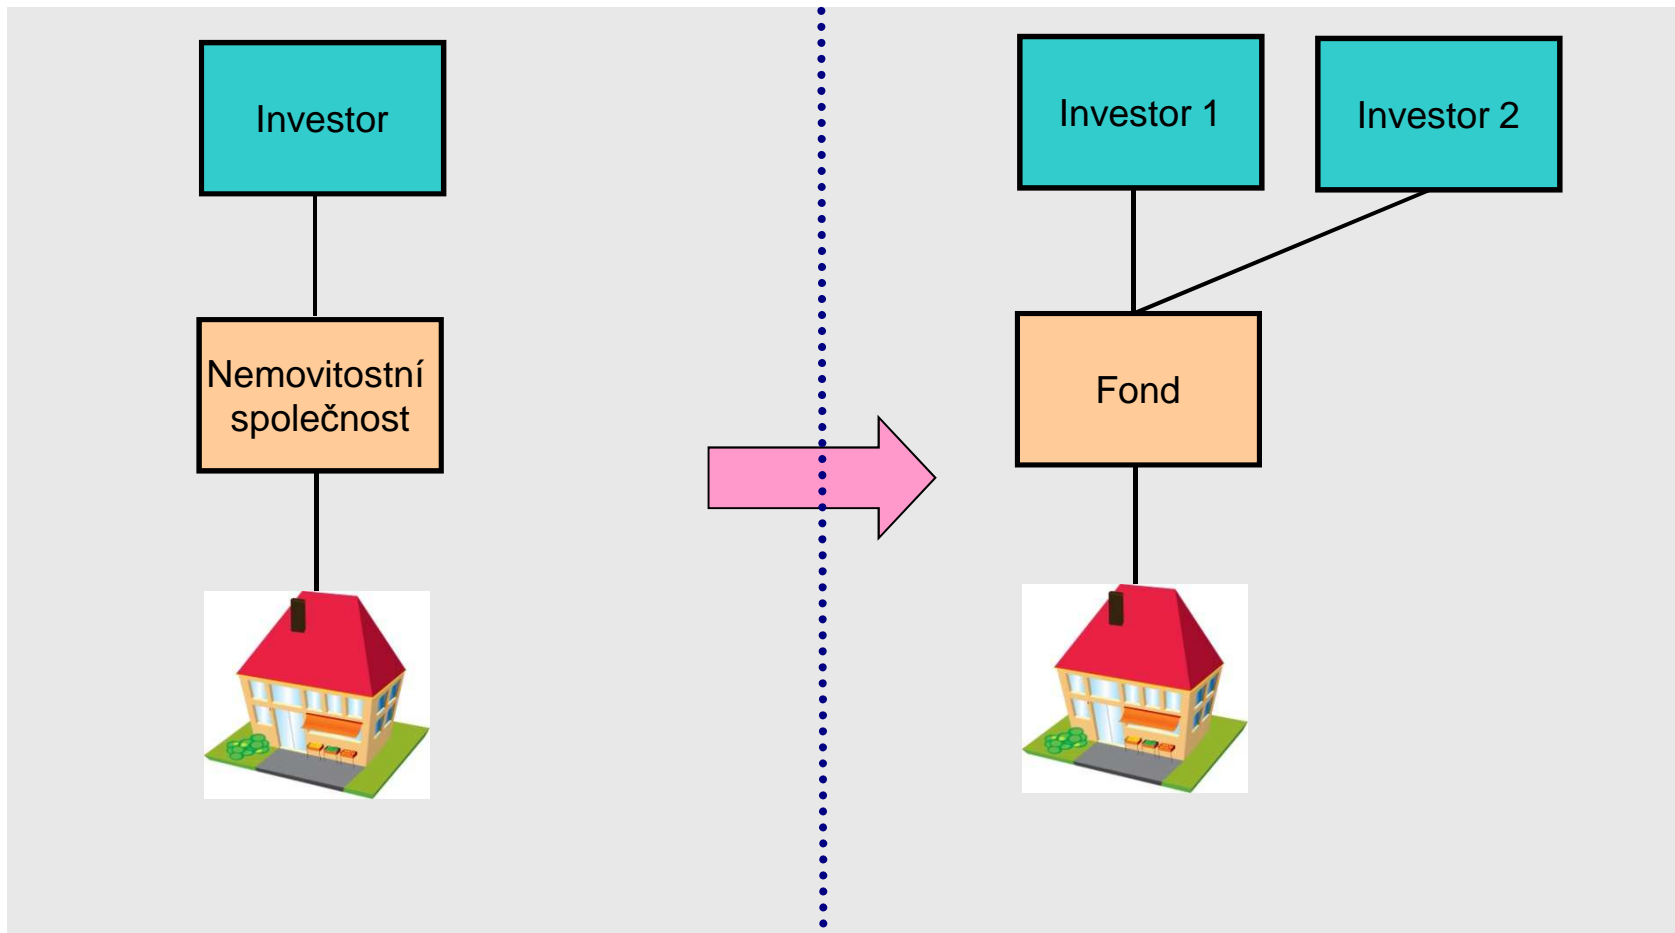 Investor
Nemovitostní
společnost
Investor 1
Investor 2
Fond